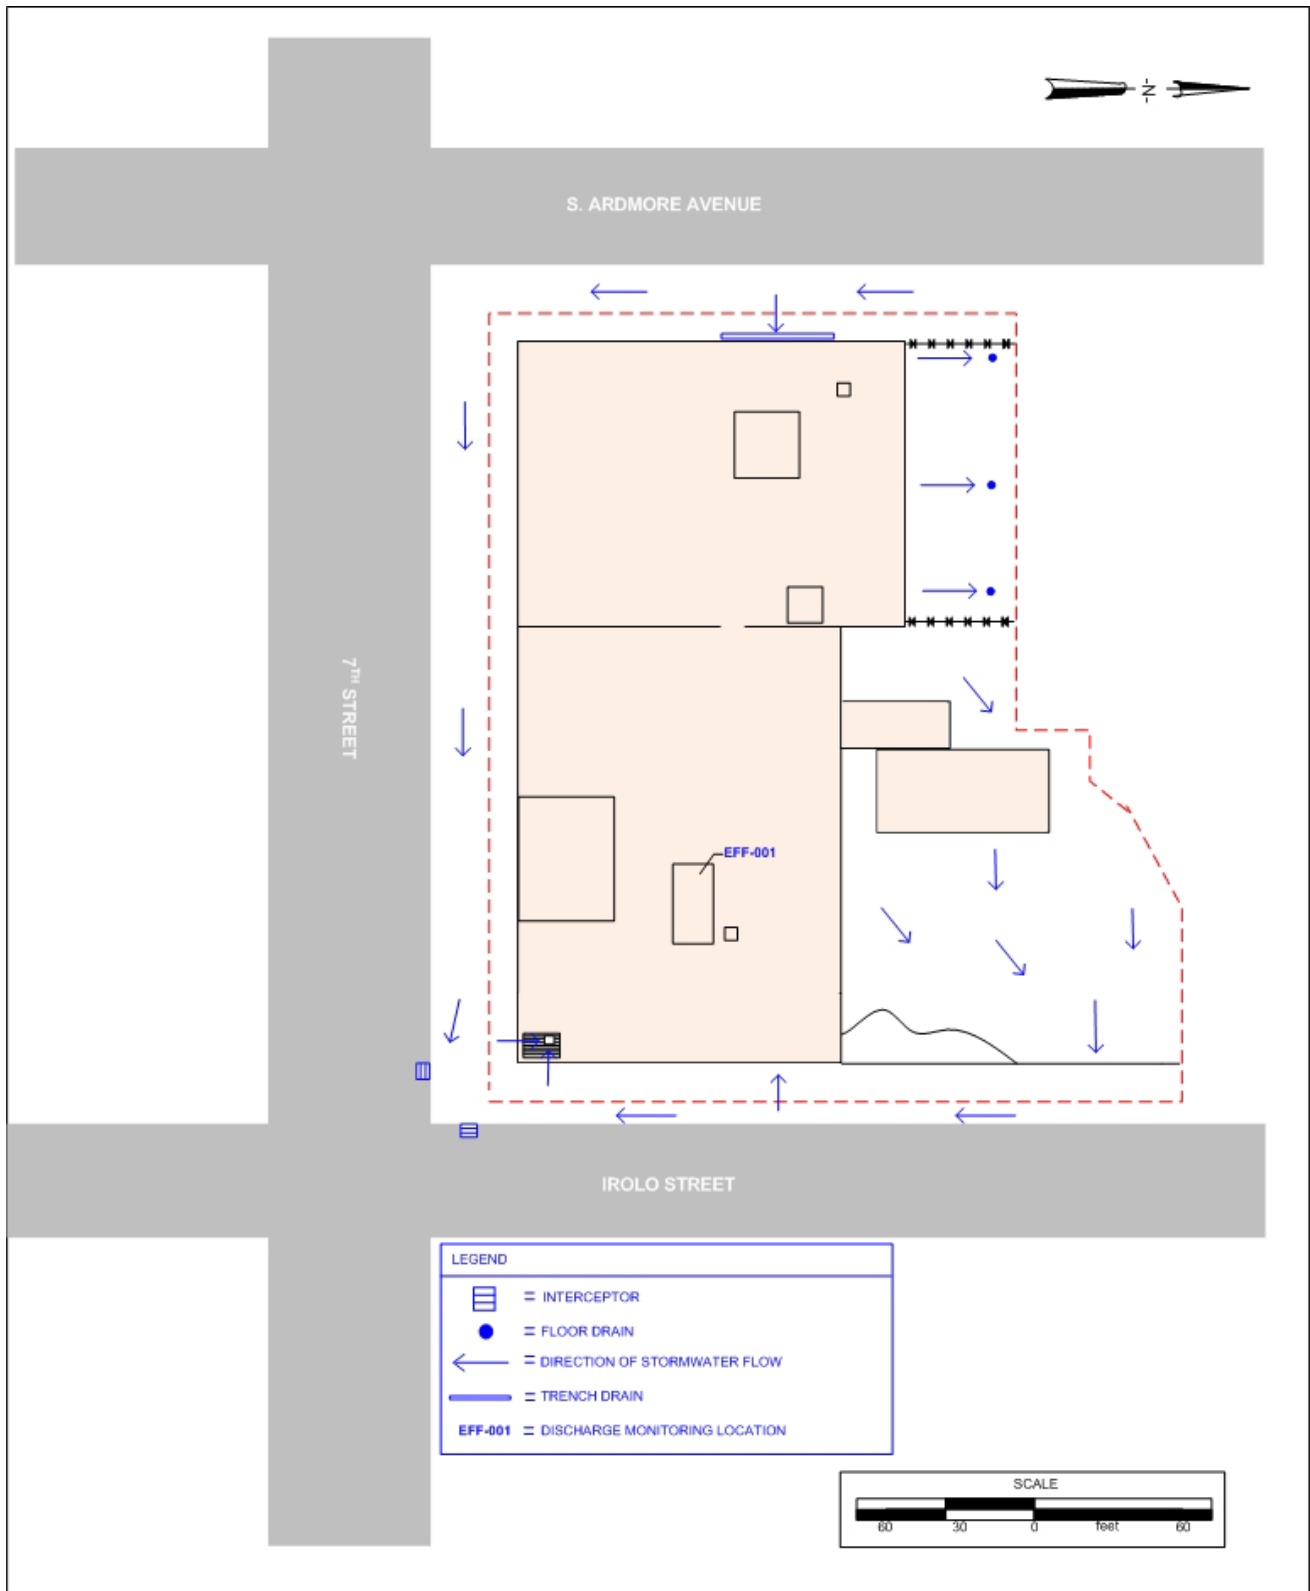 -N-
S. ARDMORE AVENUE
7TH STREET
EFF-001
IROLO STREET
LEGEND
= INTERCEPTOR
= FLOOR DRAIN
= DIRECTION OF STORMWATER FLOW
= TRENCH DRAIN
EFF-001 = DISCHARGE MONITORING LOCATION
SCALE
60 30 0 feet 60